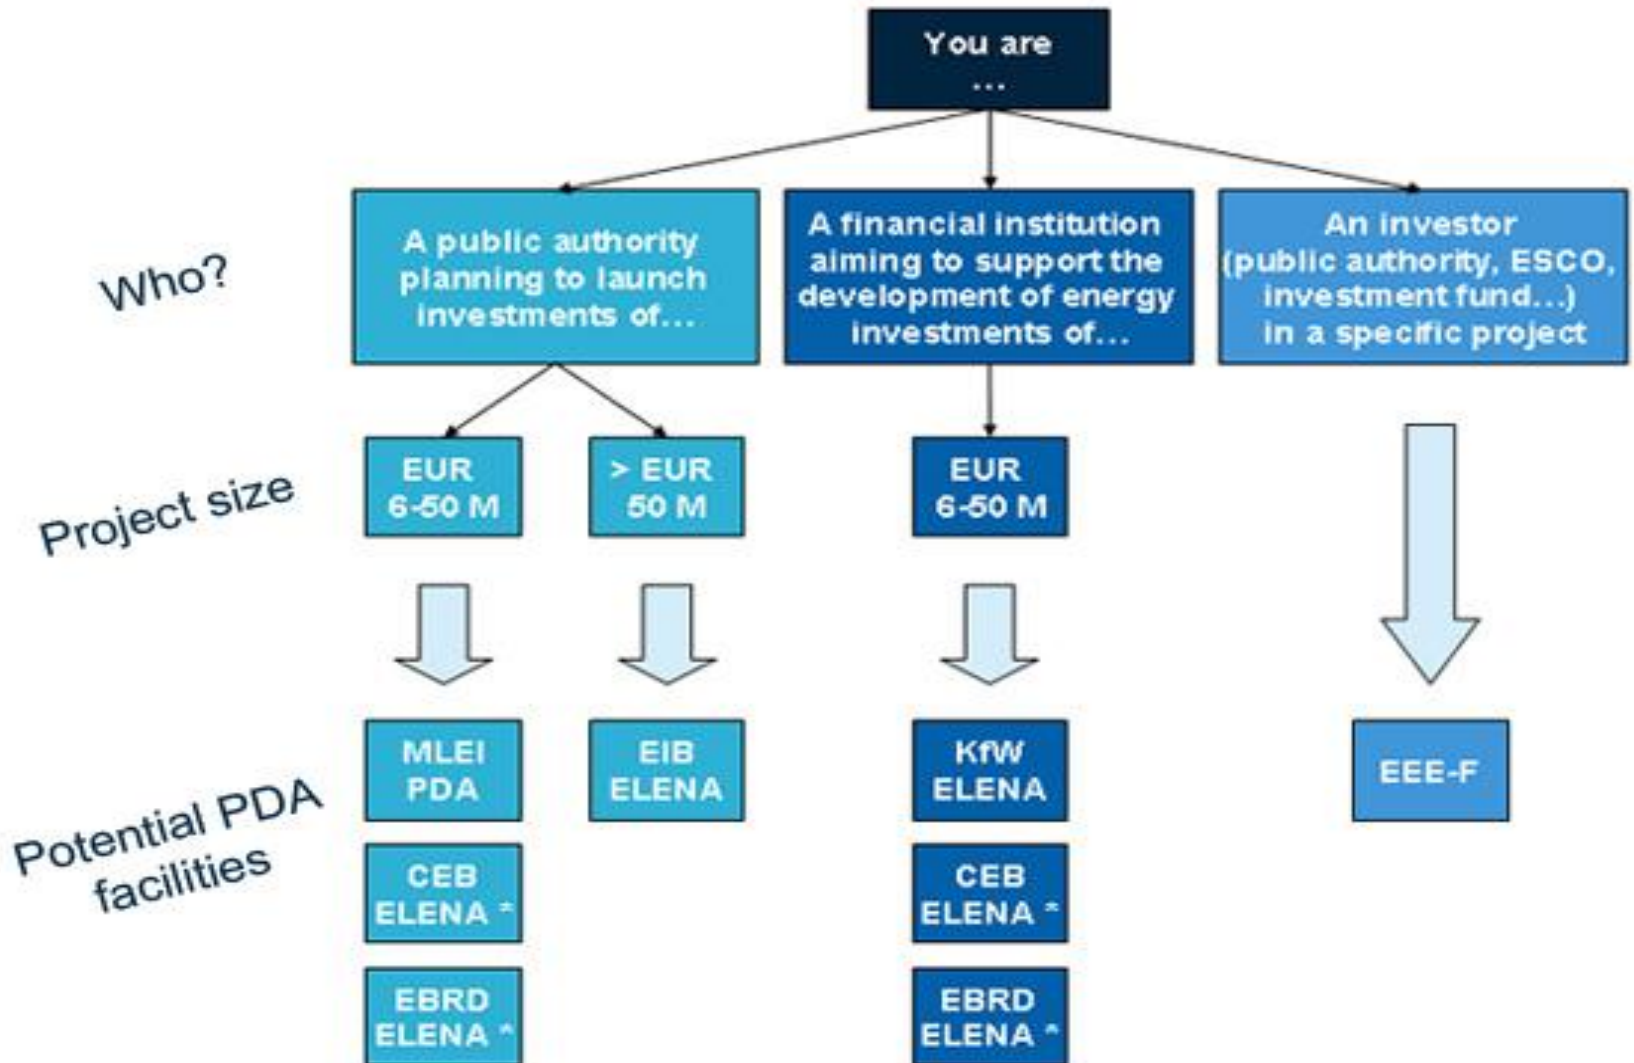 You are
...
Who?
A public authority
planning to launch
investments of...
A financial institution
aiming to support the
development of energy
investments of...
An investor
(public authority, ESCO,
investment fund...)
in a specific project
Project size
EUR
6-50 M
> EUR
50 M
EUR
6-50 M
Potential PDA
facilities
MLEI
PDA
EIB
ELENA
KfW
ELENA
EEE-F
CEB
ELENA *
CEB
ELENA *
EBRD
ELENA *
EBRD
ELENA *